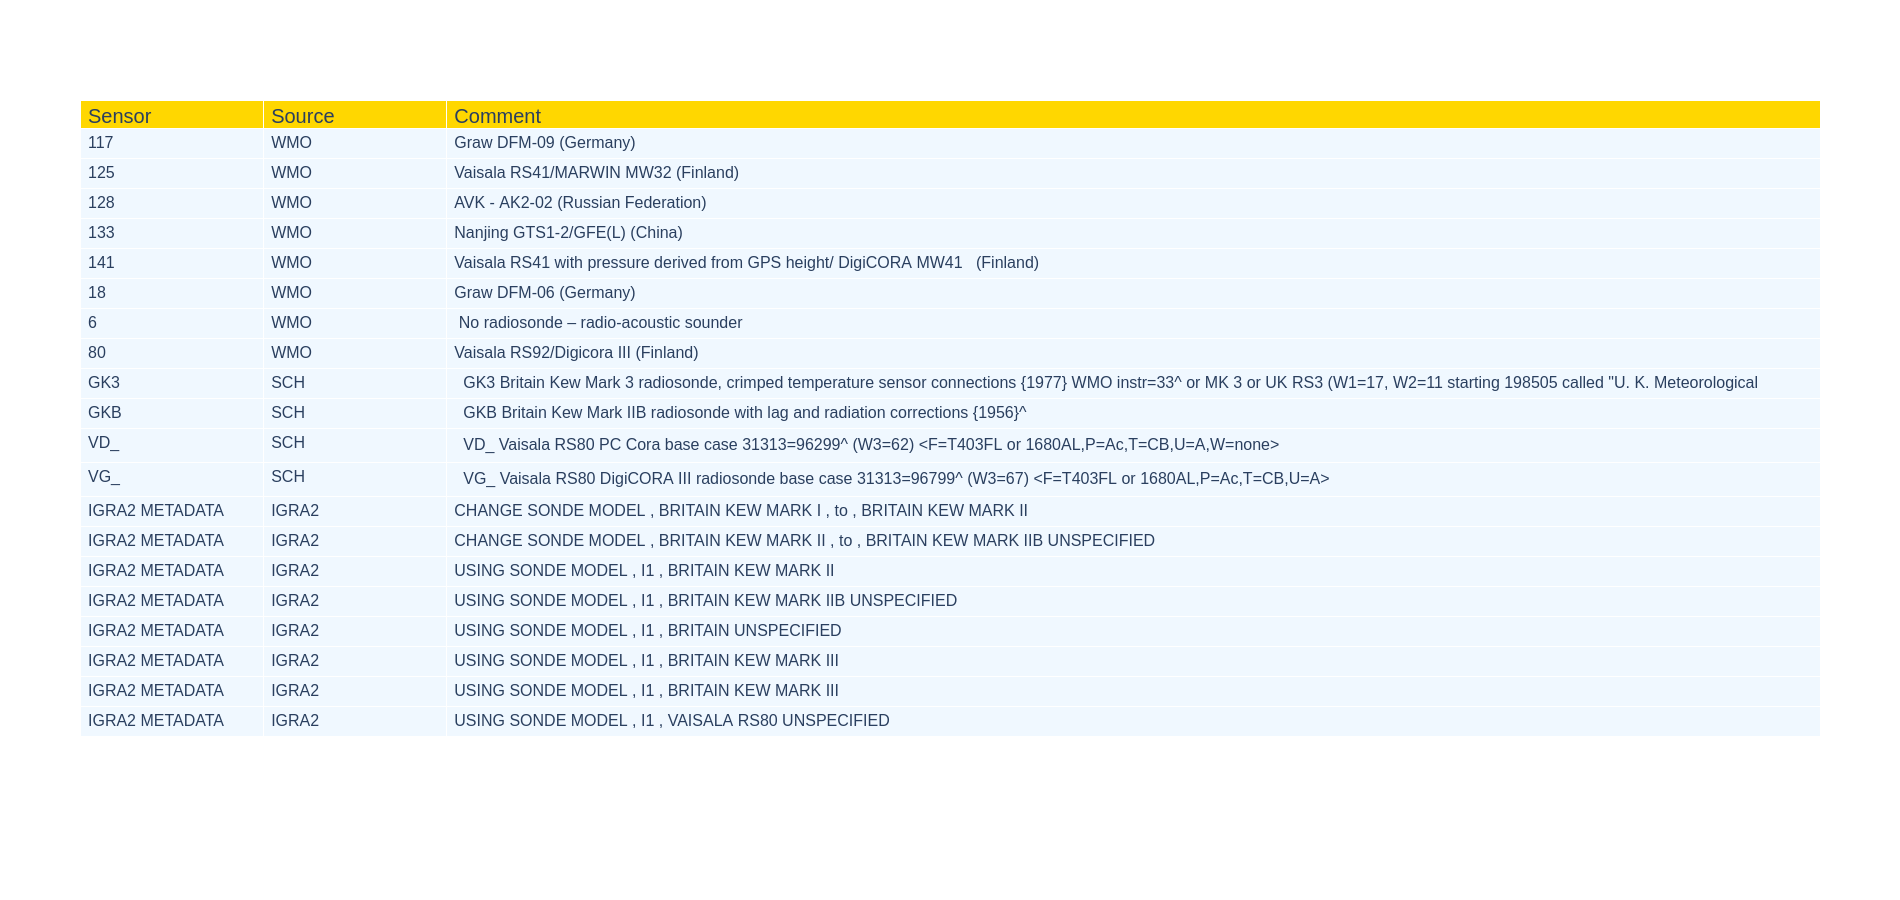 Sensor Source Comment
117 WMO Graw DFM-09 (Germany)
125 WMO Vaisala RS41/MARWIN MW32 (Finland)
128 WMO AVK - AK2-02 (Russian Federation)
133 WMO Nanjing GTS1-2/GFE(L) (China)
141 WMO Vaisala RS41 with pressure derived from GPS height/ DigiCORA MW41   (Finland)
18 WMO Graw DFM-06 (Germany)
6 WMO No radiosonde – radio-acoustic sounder
80 WMO Vaisala RS92/Digicora III (Finland)
GK3 SCH GK3 Britain Kew Mark 3 radiosonde, crimped temperature sensor connections {1977} WMO instr=33^ or MK 3 or UK RS3 (W1=17, W2=11 starting 198505 called "U. K. Meteorological
GKB SCH GKB Britain Kew Mark IIB radiosonde with lag and radiation corrections {1956}^
VD_ SCH VD_ Vaisala RS80 PC Cora base case 31313=96299^ (W3=62) <F=T403FL or 1680AL,P=Ac,T=CB,U=A,W=none>
VG_ SCH VG_ Vaisala RS80 DigiCORA III radiosonde base case 31313=96799^ (W3=67) <F=T403FL or 1680AL,P=Ac,T=CB,U=A>
IGRA2 METADATA IGRA2 CHANGE SONDE MODEL , BRITAIN KEW MARK I , to , BRITAIN KEW MARK II
IGRA2 METADATA IGRA2 CHANGE SONDE MODEL , BRITAIN KEW MARK II , to , BRITAIN KEW MARK IIB UNSPECIFIED
IGRA2 METADATA IGRA2 USING SONDE MODEL , I1 , BRITAIN KEW MARK II
IGRA2 METADATA IGRA2 USING SONDE MODEL , I1 , BRITAIN KEW MARK IIB UNSPECIFIED
IGRA2 METADATA IGRA2 USING SONDE MODEL , I1 , BRITAIN UNSPECIFIED
IGRA2 METADATA IGRA2 USING SONDE MODEL , I1 , BRITAIN KEW MARK III
IGRA2 METADATA IGRA2 USING SONDE MODEL , I1 , BRITAIN KEW MARK III
IGRA2 METADATA IGRA2 USING SONDE MODEL , I1 , VAISALA RS80 UNSPECIFIED